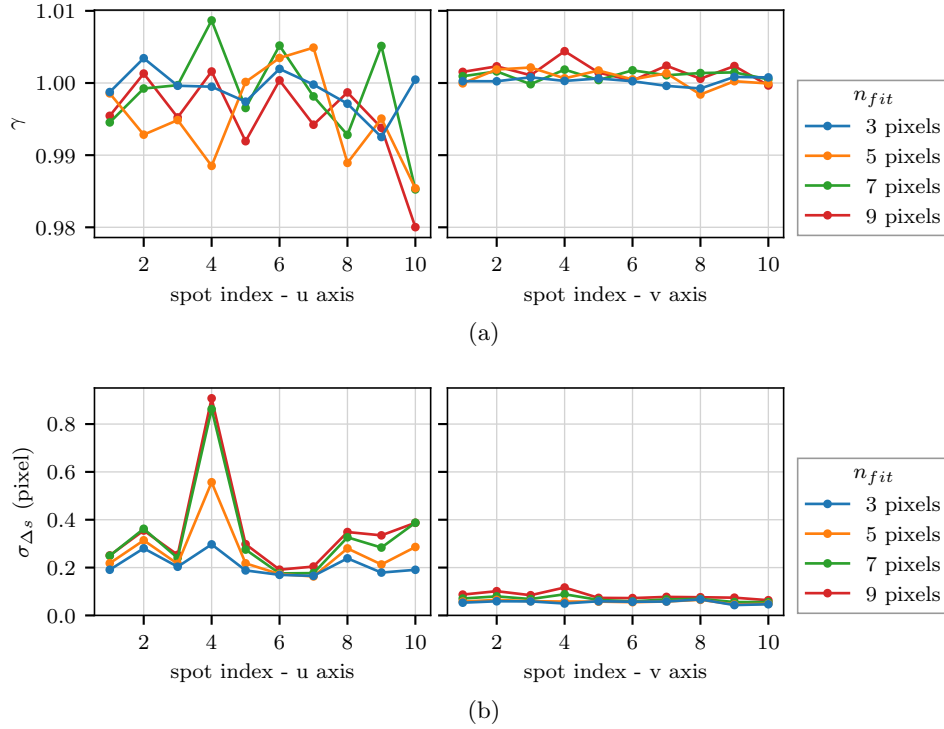 1.01
1.00
0.99
0.98
γ
2 4 6 8 10
2 4 6 8 10
spot index - u axis
spot index - v axis
n_fit
3 pixels
5 pixels
7 pixels
9 pixels
(a)
0.8
0.6
0.4
0.2
0.0
σ_Δs (pixel)
2 4 6 8 10
2 4 6 8 10
spot index - u axis
spot index - v axis
n_fit
3 pixels
5 pixels
7 pixels
9 pixels
(b)